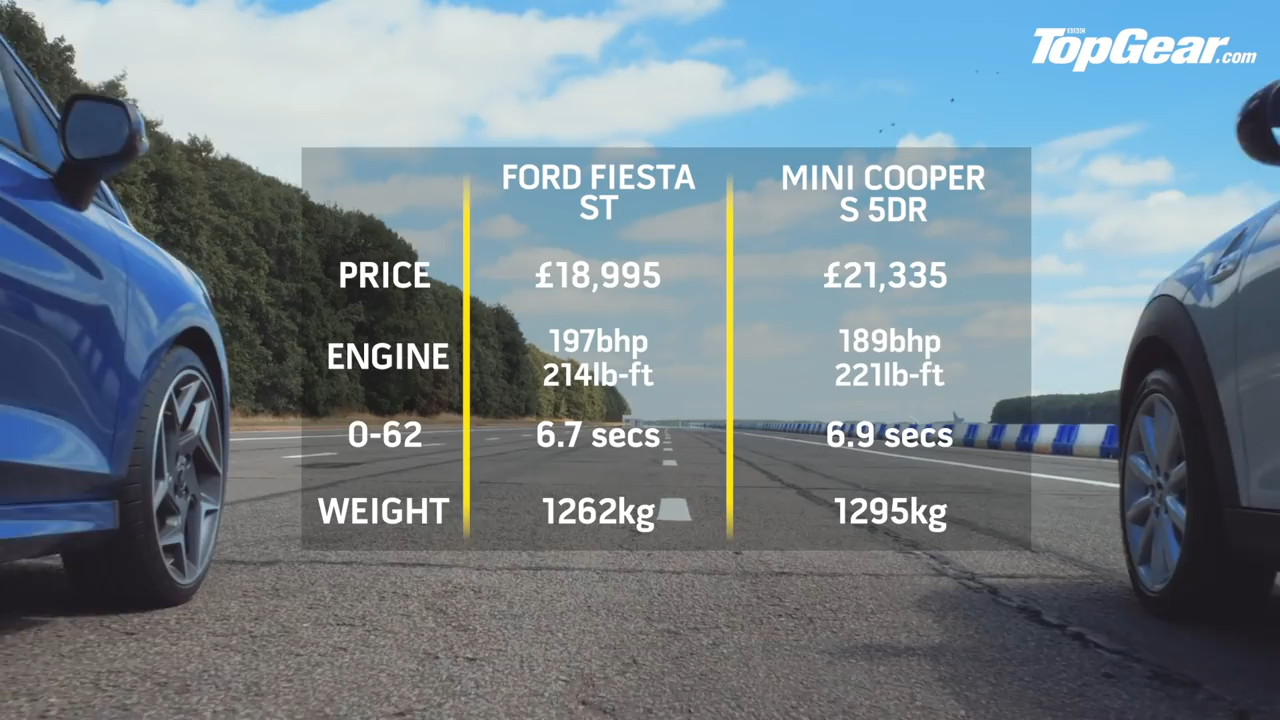 BBC
TopGear.com
FORD FIESTA
ST
MINI COOPER
S 5DR
PRICE
£18,995
£21,335
ENGINE
197bhp
214lb-ft
189bhp
221lb-ft
0-62
6.7 secs
6.9 secs
WEIGHT
1262kg
1295kg